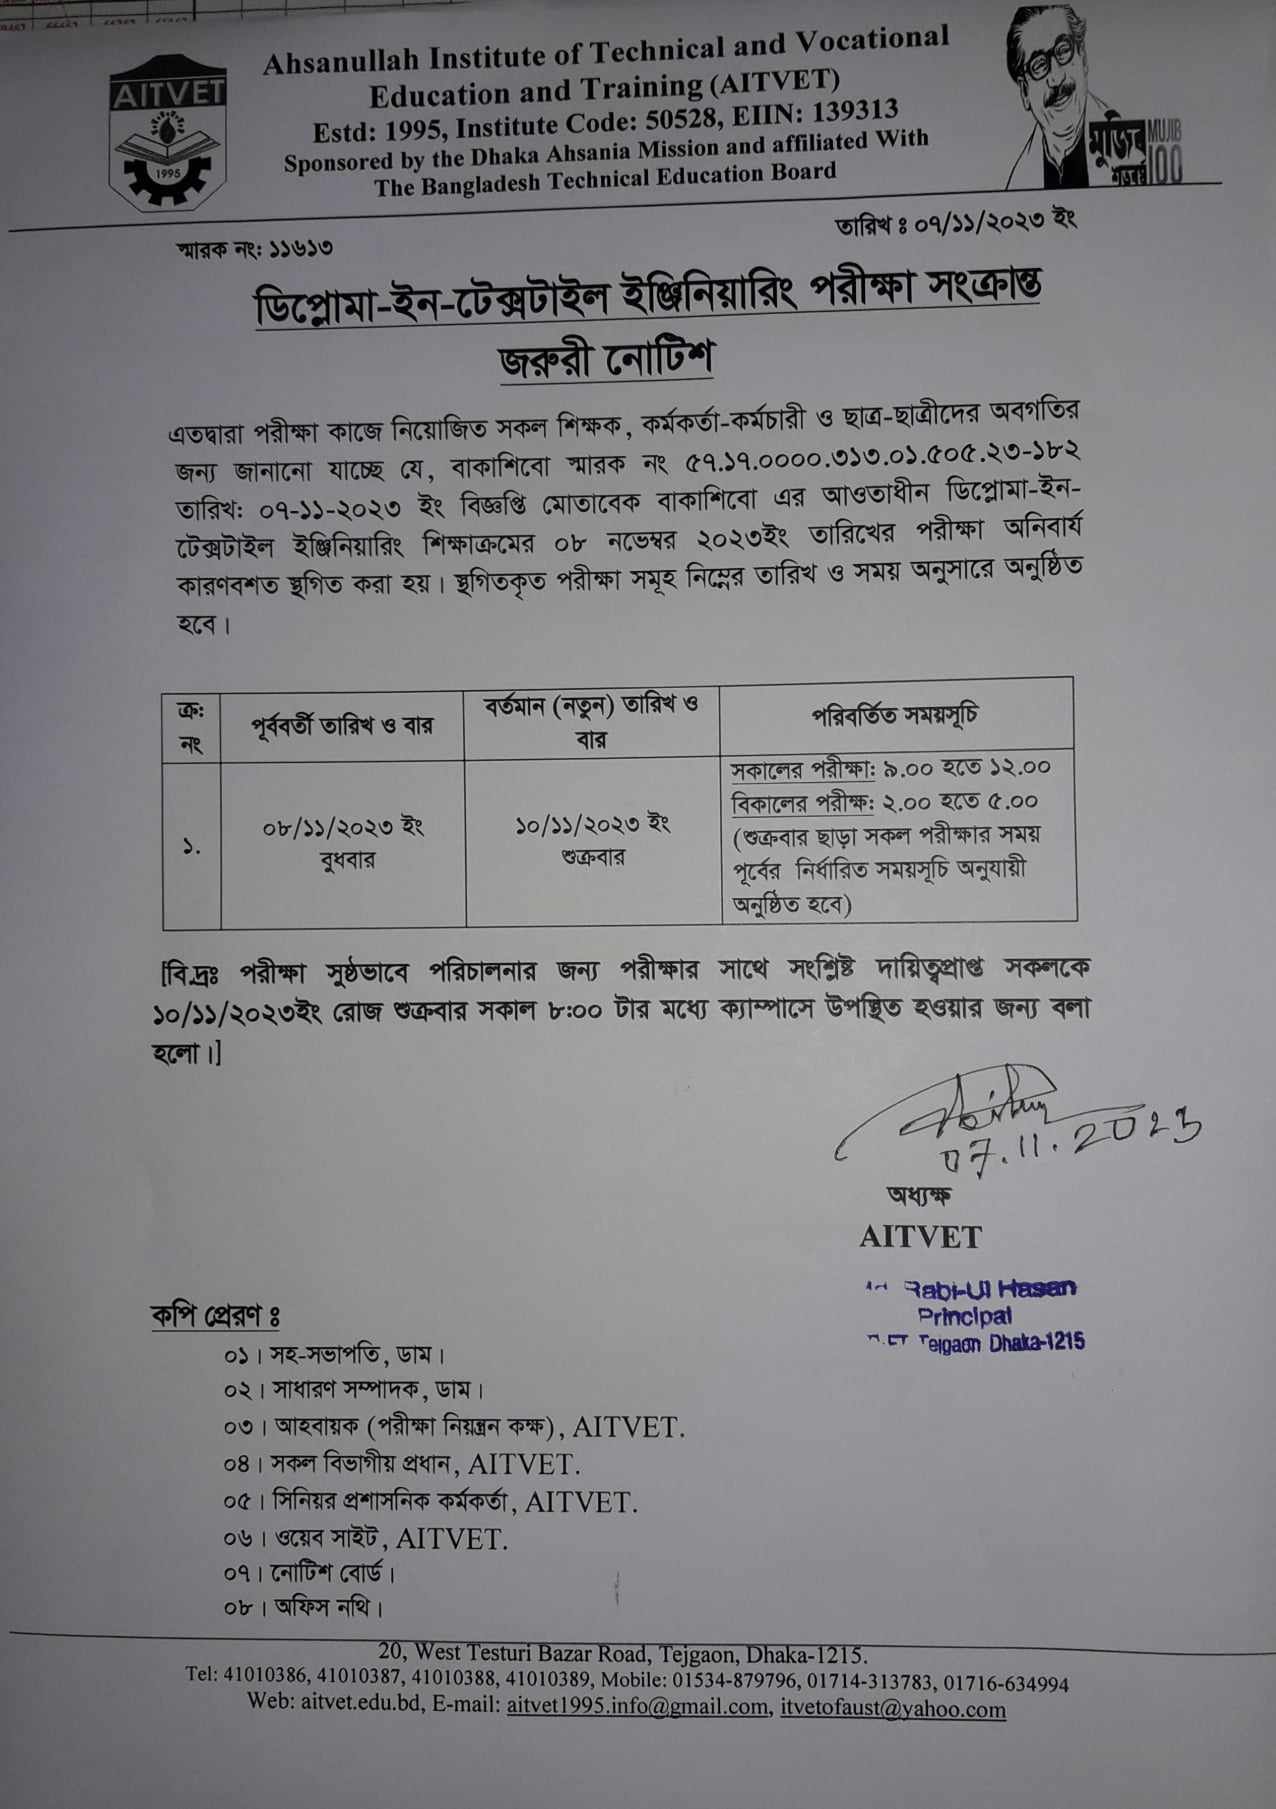 AITVET
1995
Ahsanullah Institute of Technical and Vocational
Education and Training (AITVET)
Estd: 1995, Institute Code: 50528, EIIN: 139313
Sponsored by the Dhaka Ahsania Mission and affiliated With
The Bangladesh Technical Education Board
মুজিব MUJIB
শতবর্ষ 100
স্মারক নং: ১১৬১৩
তারিখ ঃ ০৭/১১/২০২৩ ইং
ডিপ্লোমা-ইন-টেক্সটাইল ইঞ্জিনিয়ারিং পরীক্ষা সংক্রান্ত
জরুরী নোটিশ
এতদ্বারা পরীক্ষা কাজে নিয়োজিত সকল শিক্ষক, কর্মকর্তা-কর্মচারী ও ছাত্র-ছাত্রীদের অবগতির
জন্য জানানো যাচ্ছে যে, বাকাশিবো স্মারক নং ৫৭.১৭.০০০০.৩১৩.০১.৫০৫.২৩-১৮২
তারিখ: ০৭-১১-২০২৩ ইং বিজ্ঞপ্তি মোতাবেক বাকাশিবো এর আওতাধীন ডিপ্লোমা-ইন-
টেক্সটাইল ইঞ্জিনিয়ারিং শিক্ষাক্রমের ০৮ নভেম্বর ২০২৩ইং তারিখের পরীক্ষা অনিবার্য
কারণবশত স্থগিত করা হয়। স্থগিতকৃত পরীক্ষা সমূহ নিম্নের তারিখ ও সময় অনুসারে অনুষ্ঠিত
হবে।
ক্র: নং
পূর্ববর্তী তারিখ ও বার
বর্তমান (নতুন) তারিখ ও
বার
পরিবর্তিত সময়সূচি
১.
০৮/১১/২০২৩ ইং
বুধবার
১০/১১/২০২৩ ইং
শুক্রবার
সকালের পরীক্ষা: ৯.০০ হতে ১২.০০
বিকালের পরীক্ষ: ২.০০ হতে ৫.০০
(শুক্রবার ছাড়া সকল পরীক্ষার সময়
পূর্বের নির্ধারিত সময়সূচি অনুযায়ী
অনুষ্ঠিত হবে)
[বি.দ্রঃ পরীক্ষা সুষ্ঠভাবে পরিচালনার জন্য পরীক্ষার সাথে সংশ্লিষ্ট দায়িত্বপ্রাপ্ত সকলকে
১০/১১/২০২৩ইং রোজ শুক্রবার সকাল ৮:০০ টার মধ্যে ক্যাম্পাসে উপস্থিত হওয়ার জন্য বলা
হলো।]
07.11.2023
অধ্যক্ষ
AITVET
Rabi-Ul Hasan
Principal
Tejgaon Dhaka-1215
কপি প্রেরণ ঃ
০১। সহ-সভাপতি, ডাম।
০২। সাধারণ সম্পাদক, ডাম।
০৩। আহবায়ক (পরীক্ষা নিয়ন্ত্রন কক্ষ), AITVET.
০৪। সকল বিভাগীয় প্রধান, AITVET.
০৫। সিনিয়র প্রশাসনিক কর্মকর্তা, AITVET.
০৬। ওয়েব সাইট, AITVET.
০৭। নোটিশ বোর্ড।
০৮। অফিস নথি।
20, West Testuri Bazar Road, Tejgaon, Dhaka-1215.
Tel: 41010386, 41010387, 41010388, 41010389, Mobile: 01534-879796, 01714-313783, 01716-634994
Web: aitvet.edu.bd, E-mail: aitvet1995.info@gmail.com, itvetofaust@yahoo.com